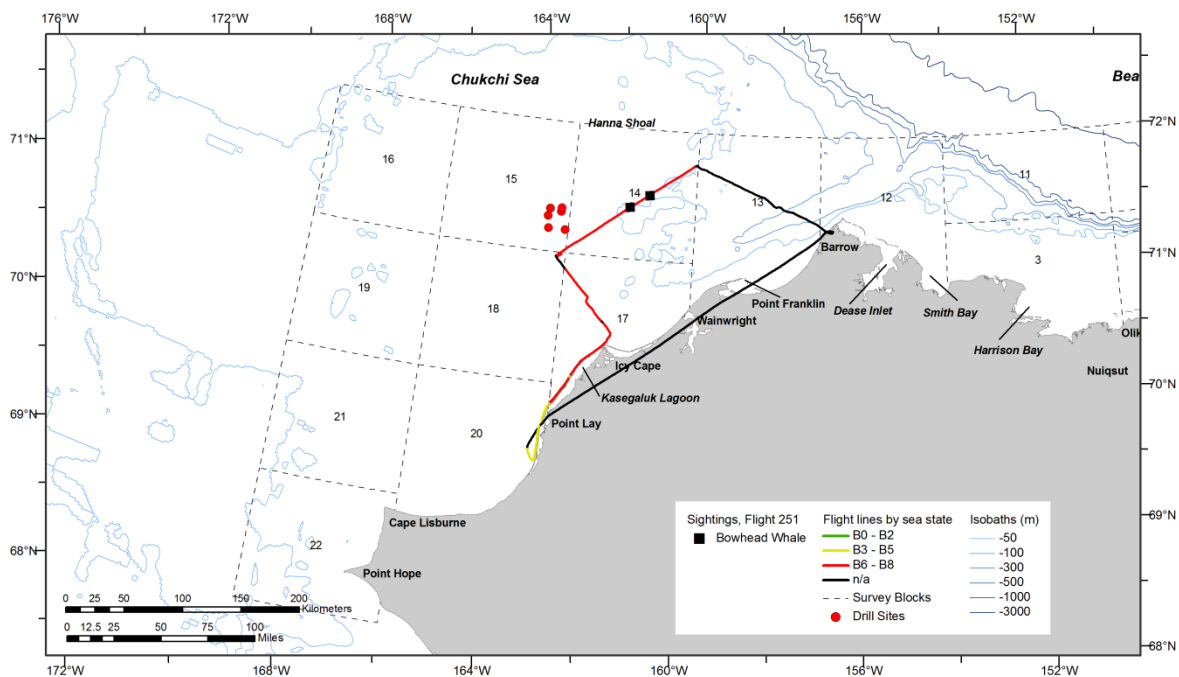 176°W 168°W 164°W 160°W 156°W 152°W
Chukchi Sea
Bea
72°N
71°N
Hanna Shoal
16
15
14
11
12
13
Barrow
71°N
3
70°N
19
18
17
Point Franklin
Wainwright
Dease Inlet
Smith Bay
Harrison Bay
Olik
Nuiqsut
Icy Cape
Kasegaluk Lagoon
70°N
69°N
21
20
Point Lay
Cape Lisburne
69°N
68°N
22
Point Hope
68°N
0 25 50 100 150 200
Kilometers
0 12.5 25 50 75 100
Miles
Sightings, Flight 251
Bowhead Whale
Flight lines by sea state
B0 - B2
B3 - B5
B6 - B8
n/a
Survey Blocks
Drill Sites
Isobaths (m)
-50
-100
-300
-500
-1000
-3000
172°W 168°W 164°W 160°W 156°W 152°W